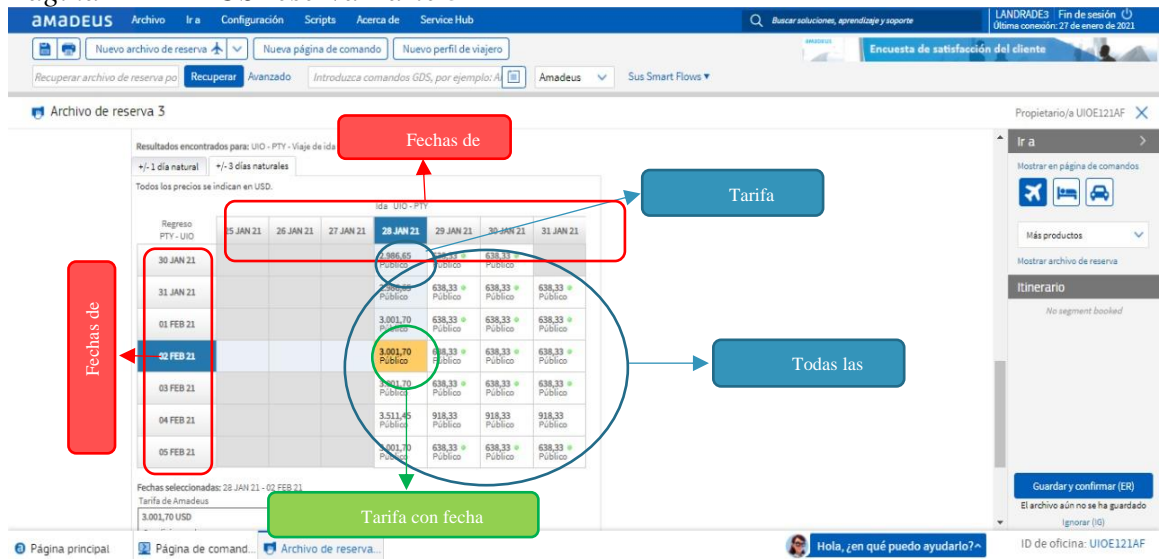 aMaDEUS Archivo Ir a Configuración Scripts Acerca de Service Hub Buscar soluciones, aprendizaje y soporte LANDRADE3 Fin de sesión
Última conexión: 27 de enero de 2021
Nuevo archivo de reserva Nueva página de comando Nuevo perfil de viajero
Encuesta de satisfacción del cliente
Recuperar archivo de reserva po Recuperar Avanzado Introduzca comandos GDS, por ejemplo: A Amadeus Sus Smart Flows
Archivo de reserva 3 Propietario/a UIOE121AF
Resultados encontrados para: UIO - PTY - Viaje de ida
Fechas de
Ir a
+/- 1 día natural +/- 3 días naturales
Mostrar en página de comandos
Todos los precios se indican en USD.
Tarifa
ida UIO - PTY
Regreso
PTY - UIO
25 JAN 21 26 JAN 21 27 JAN 21 28 JAN 21 29 JAN 21 30 JAN 21 31 JAN 21
Más productos
30 JAN 21 2.986,65 638,33 638,33
Público Público Público
Mostrar archivo de reserva
Itinerario
No segment booked
31 JAN 21 2.986,65 638,33 638,33 638,33
Público Público Público Público
01 FEB 21 3.001,70 638,33 638,33 638,33
Público Público Público Público
Fechas de
02 FEB 21 3.001,70 638,33 638,33 638,33
Público Público Público Público
Todas las
03 FEB 21 3.001,70 638,33 638,33 638,33
Público Público Público Público
04 FEB 21 3.511,45 918,33 918,33 918,33
Público Público Público Público
05 FEB 21 3.001,70 638,33 638,33 638,33
Público Público Público Público
Fechas seleccionadas: 28 JAN 21 - 02 FEB 21
Tarifa de Amadeus
3.001,70 USD
Tarifa con fecha
Guardar y confirmar (ER)
El archivo aún no se ha guardado
Ignorar (IG)
Página principal Página de comand... Archivo de reserva... Hola, ¿en qué puedo ayudarlo? ID de oficina: UIOE121AF